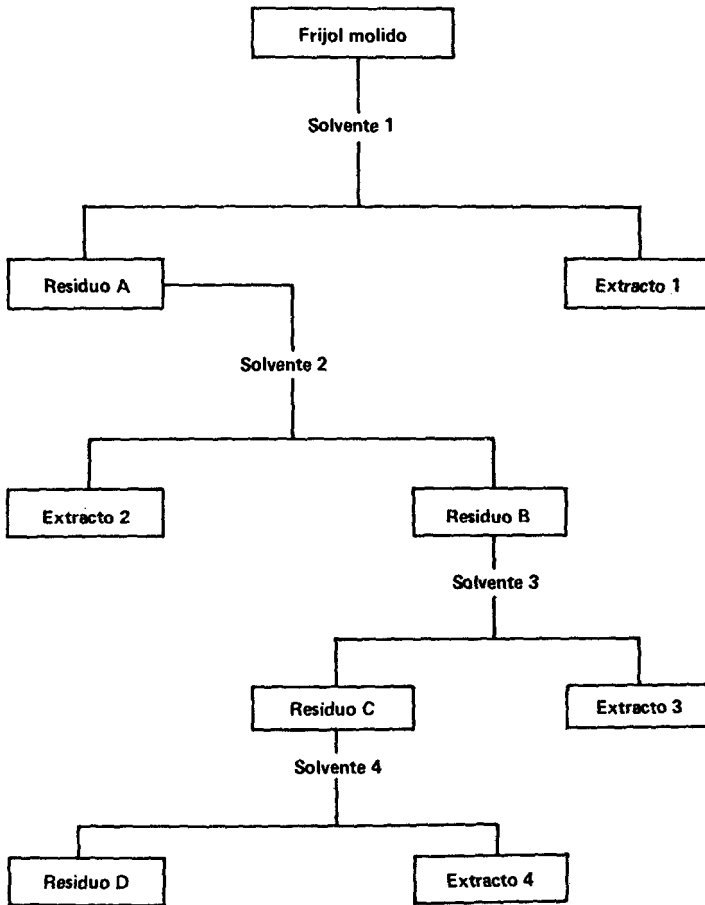 Frijol molido
Solvente 1
Residuo A
Extracto 1
Solvente 2
Extracto 2
Residuo B
Solvente 3
Residuo C
Extracto 3
Solvente 4
Residuo D
Extracto 4